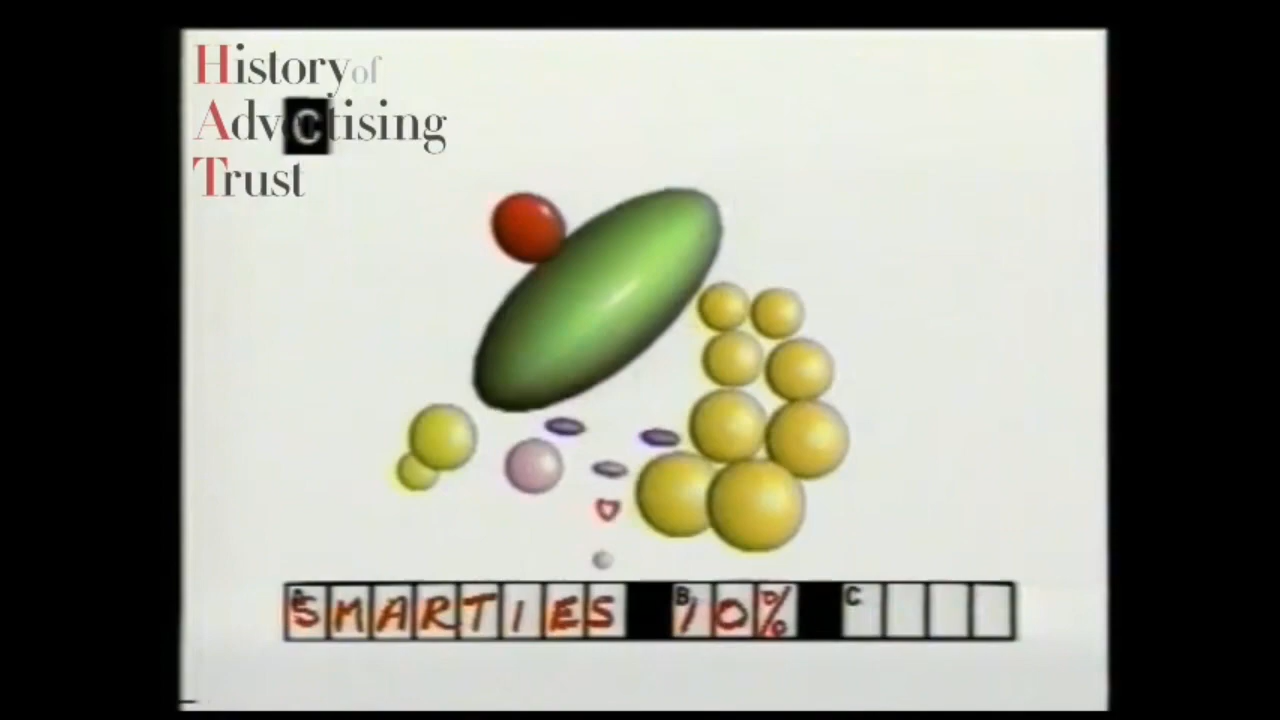 History of
Advertising
Trust
C
A SMARTIES B 10% C